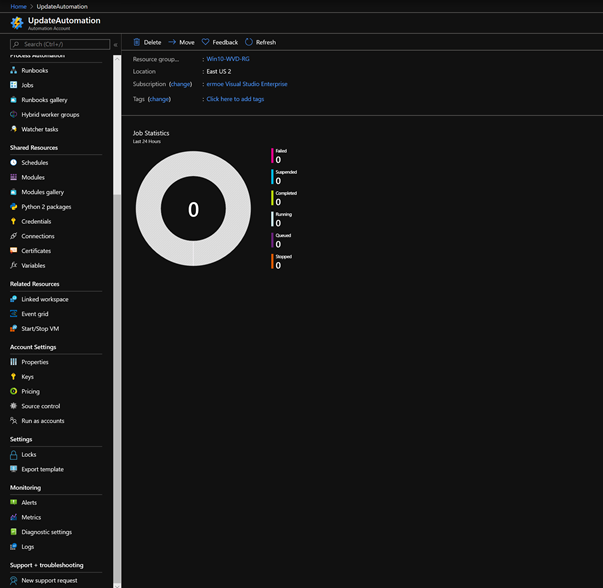 Home > UpdateAutomation
UpdateAutomation
Automation Account
Search (Ctrl+/)
«
Delete
Move
Feedback
Refresh
Process Automation
Runbooks
Jobs
Runbooks gallery
Hybrid worker groups
Watcher tasks
Shared Resources
Schedules
Modules
Modules gallery
Python 2 packages
Credentials
Connections
Certificates
Variables
Related Resources
Linked workspace
Event grid
Start/Stop VM
Account Settings
Properties
Keys
Pricing
Source control
Run as accounts
Settings
Locks
Export template
Monitoring
Alerts
Metrics
Diagnostic settings
Logs
Support + troubleshooting
New support request
Resource group... : Win10-WVD-RG
Location : East US 2
Subscription (change) : ermoe Visual Studio Enterprise
Tags (change) : Click here to add tags
Job Statistics
Last 24 Hours
0
Failed
0
Suspended
0
Completed
0
Running
0
Queued
0
Stopped
0